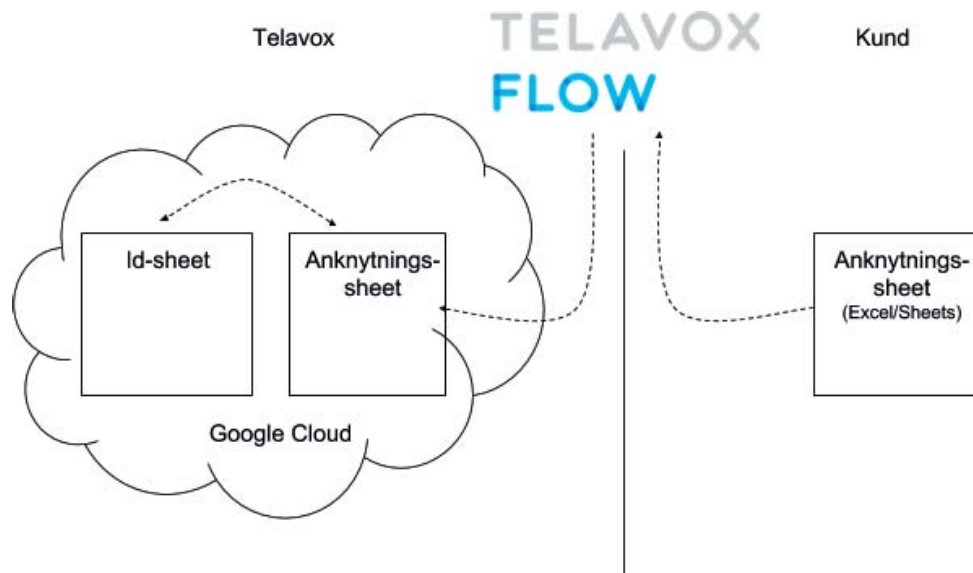 Telavox
TELAVOX
FLOW
Kund
Id-sheet
Anknytnings-
sheet
Google Cloud
Anknytnings-
sheet
(Excel/Sheets)